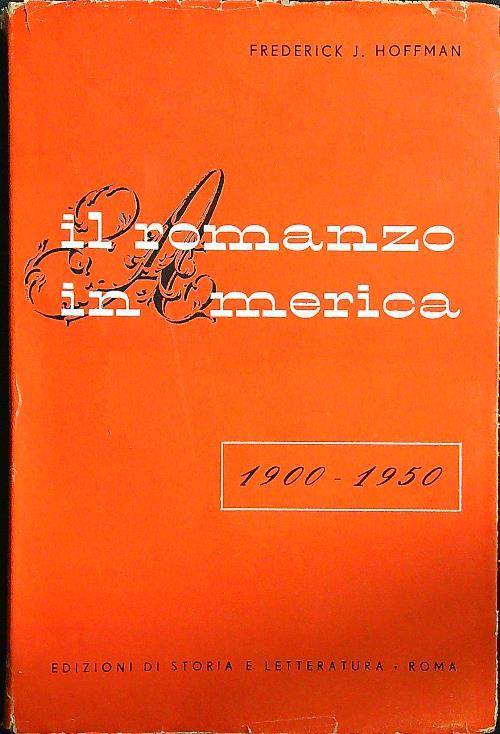 FREDERICK J. HOFFMAN
il romanzo
in America
1900 - 1950
EDIZIONI DI STORIA E LETTERATURA · ROMA